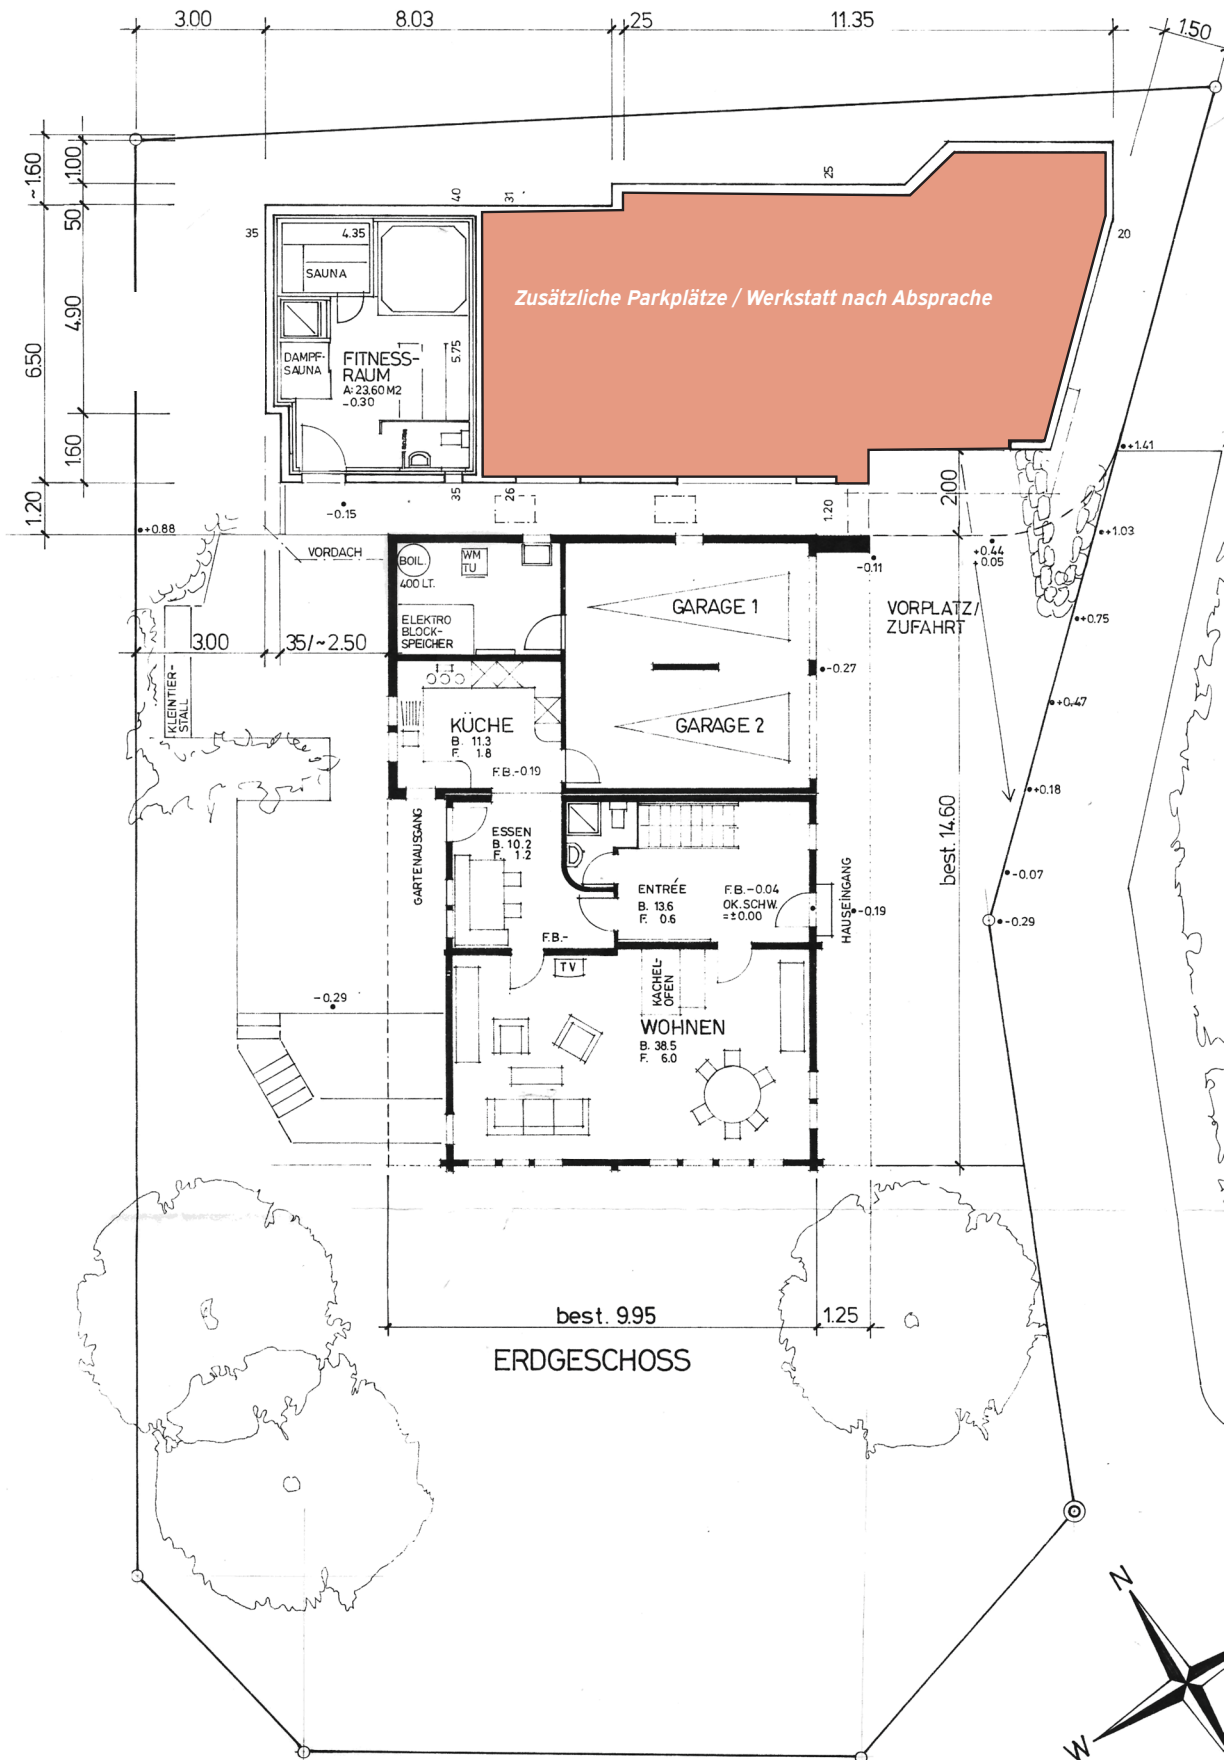 3.00
8.03
25
11.35
1.50
~1.60
1.00
50
4.90
6.50
1.60
1.20
35
40
31
25
20
4.35
SAUNA
DAMPF-
SAUNA
FITNESS-
RAUM
A: 23.60 M2
-0.30
5.75
Zusätzliche Parkplätze / Werkstatt nach Absprache
35
26
1.20
2.00
+1.41
+0.88
-0.15
+1.03
VORDACH
-0.11
+0.44
+0.05
BOIL.
400 LT.
WM
TU
ELEKTRO
BLOCK-
SPEICHER
GARAGE 1
VORPLATZ/
ZUFAHRT
+0.75
3.00
35/~2.50
-0.27
KLEINTIER-
STALL
KÜCHE
B. 11.3
F. 1.8
F.B.-0.19
GARAGE 2
+0.47
+0.18
best. 14.60
GARTENAUSGANG
ESSEN
B. 10.2
F. 1.2
F.B.-
ENTRÉE
B. 13.6
F. 0.6
F.B.-0.04
OK.SCHW.
=±0.00
HAUSEINGANG
-0.19
-0.07
-0.29
TV
KACHEL-
OFEN
-0.29
WOHNEN
B. 38.5
F. 6.0
best. 9.95
1.25
ERDGESCHOSS
N
W